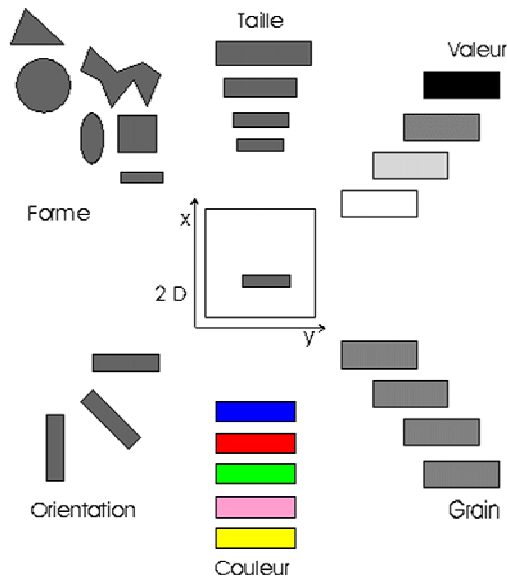 Taille
Valeur
Forme
x
2 D
y
Orientation
Grain
Couleur